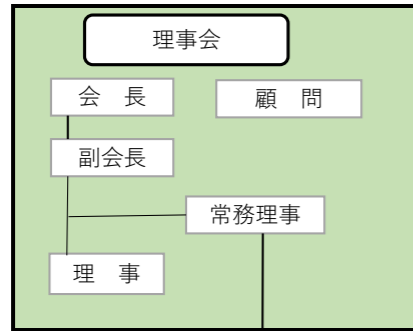 理事会
会　長
顧　問
副会長
常務理事
理　事